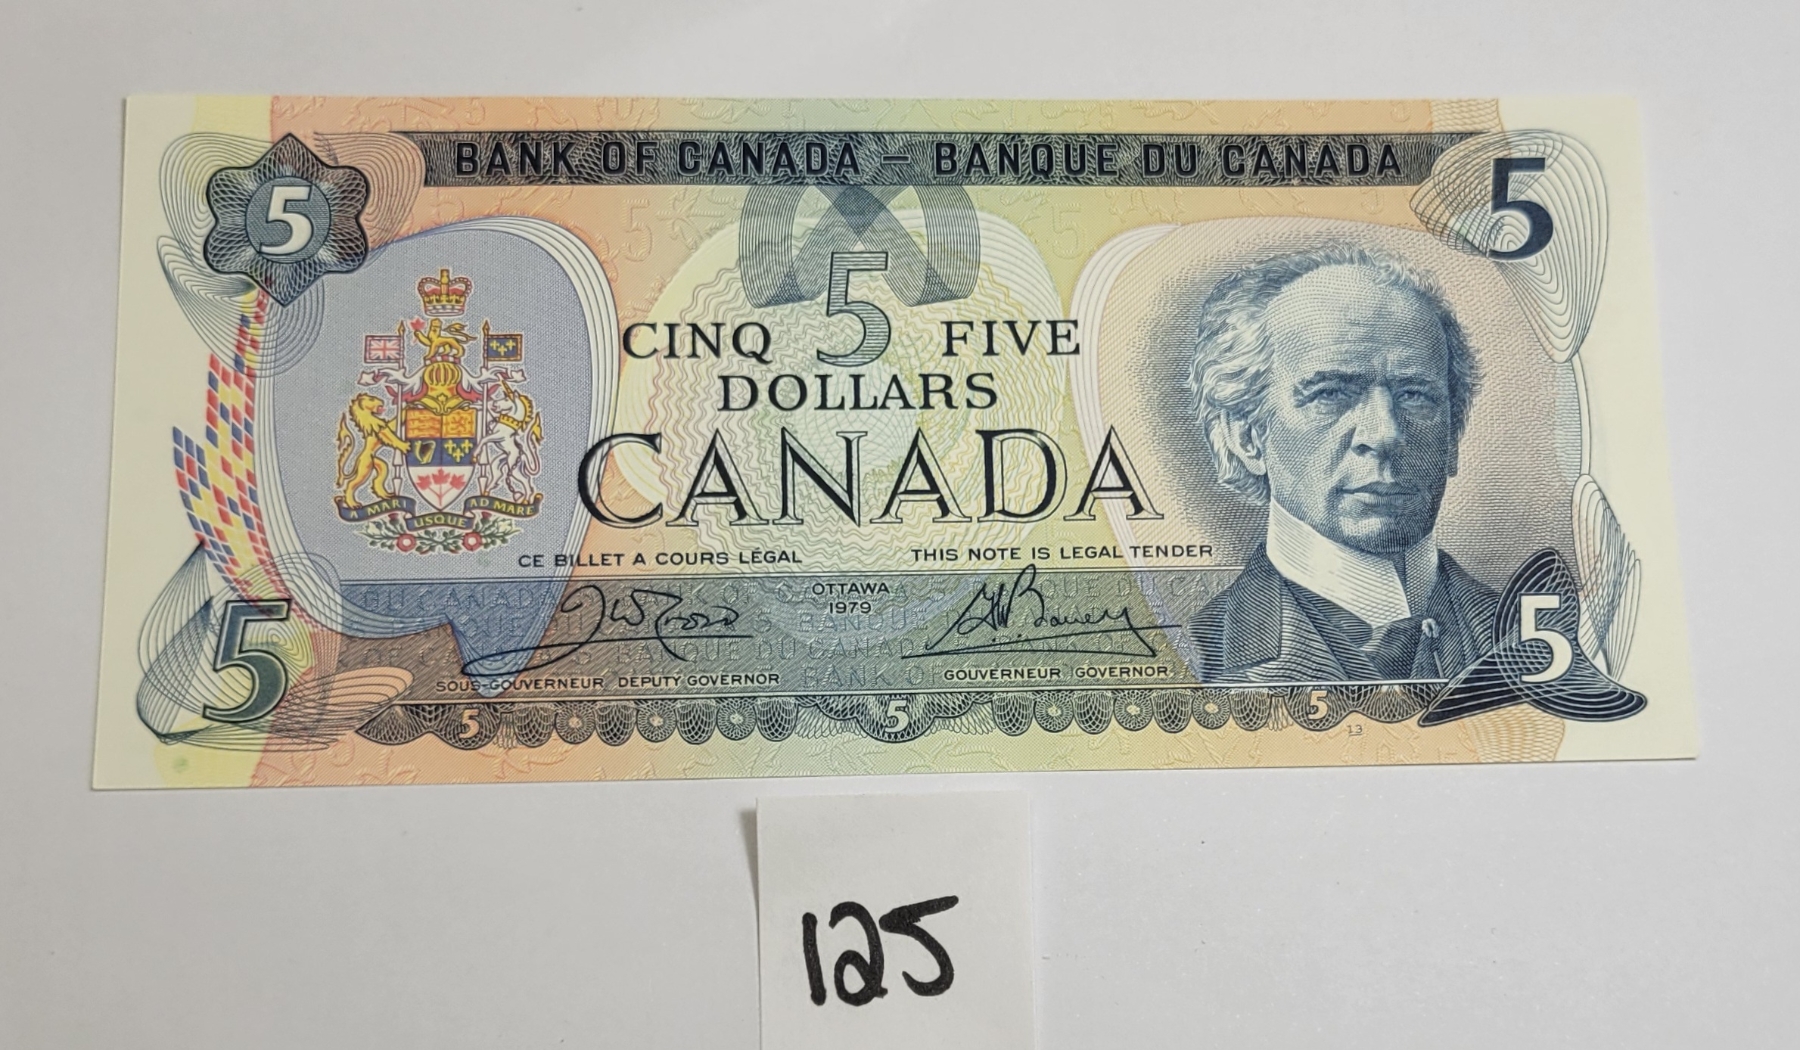 BANK OF CANADA — BANQUE DU CANADA
5 5
5
CINQ FIVE
DOLLARS
CANADA
A MARI USQUE AD MARE
CE BILLET A COURS LÉGAL THIS NOTE IS LEGAL TENDER
OTTAWA
1979
SOUS-GOUVERNEUR DEPUTY GOVERNOR GOUVERNEUR GOVERNOR
5 5
5 5 5
13
125